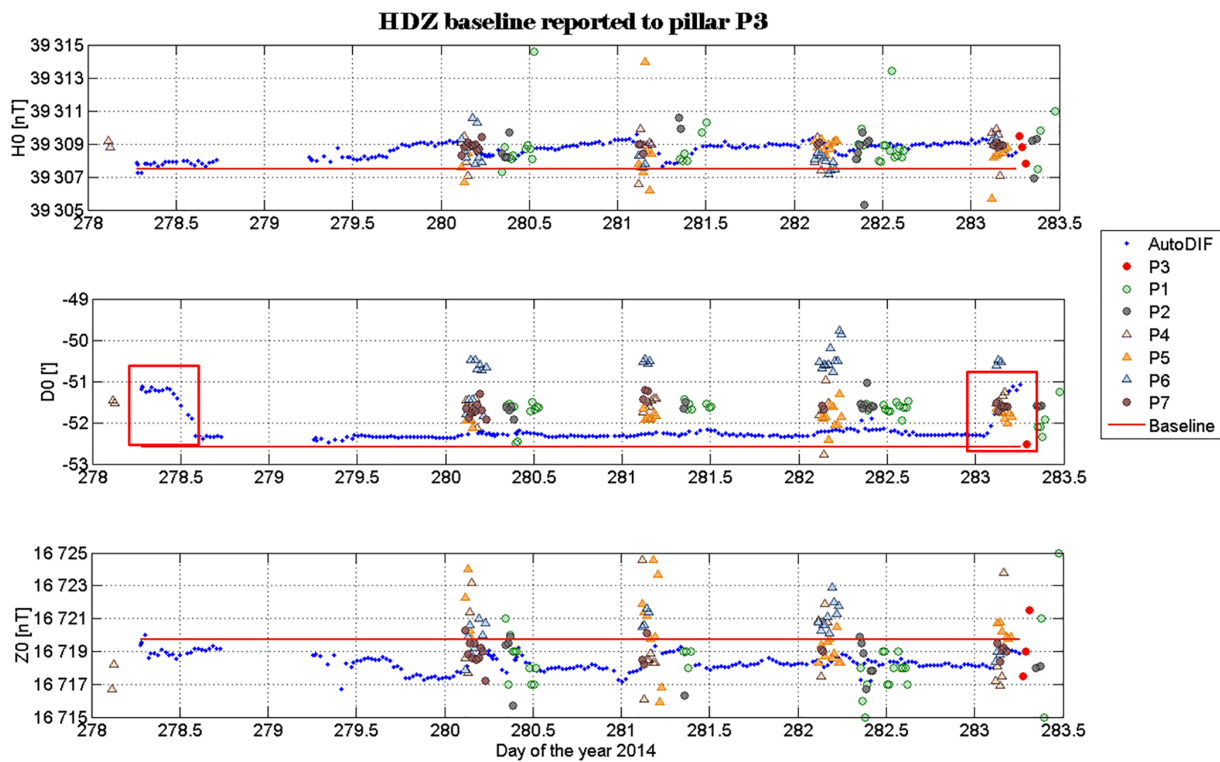 HDZ baseline reported to pillar P3
H0 [nT]
39 315
39 313
39 311
39 309
39 307
39 305
278 278.5 279 279.5 280 280.5 281 281.5 282 282.5 283 283.5
D0 [']
-49
-50
-51
-52
-53
278 278.5 279 279.5 280 280.5 281 281.5 282 282.5 283 283.5
AutoDIF
P3
P1
P2
P4
P5
P6
P7
Baseline
Z0 [nT]
16 725
16 723
16 721
16 719
16 717
16 715
278 278.5 279 279.5 280 280.5 281 281.5 282 282.5 283 283.5
Day of the year 2014